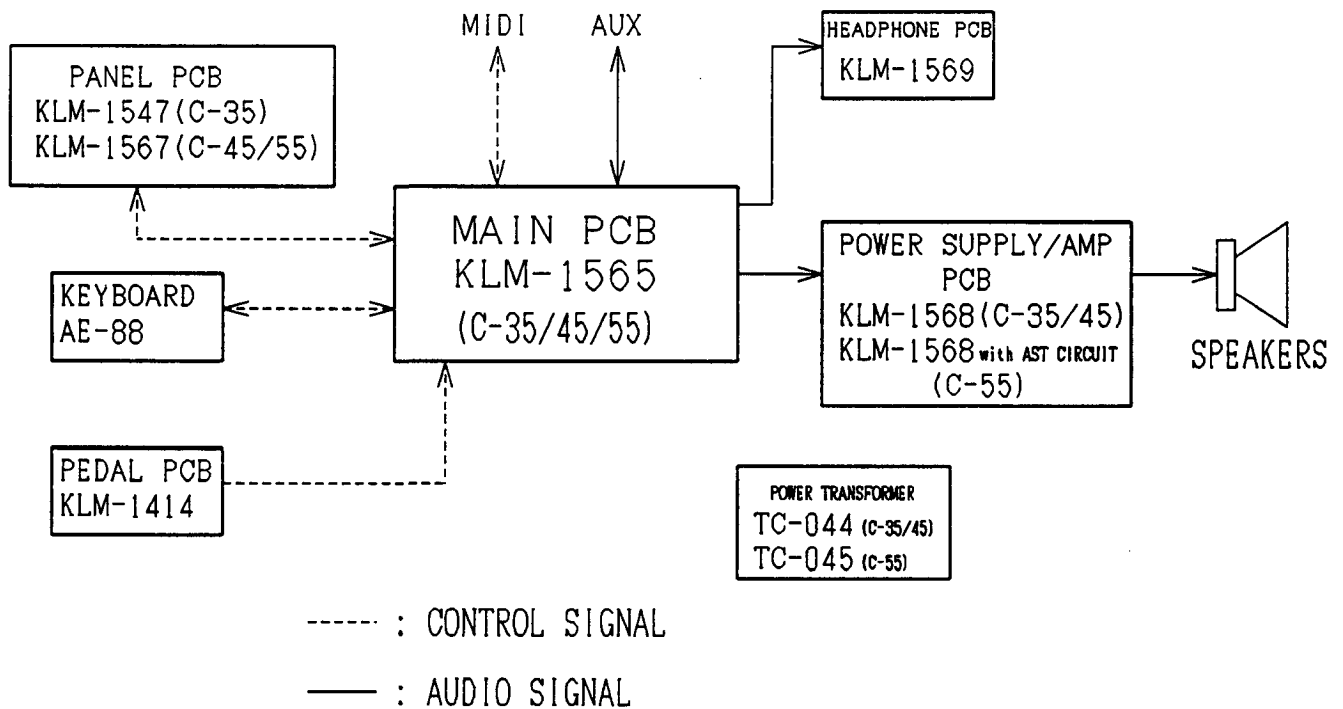 MIDI
AUX
HEADPHONE PCB
KLM-1569
PANEL PCB
KLM-1547(C-35)
KLM-1567(C-45/55)
MAIN PCB
KLM-1565
(C-35/45/55)
POWER SUPPLY/AMP
PCB
KLM-1568(C-35/45)
KLM-1568 with AST CIRCUIT
(C-55)
SPEAKERS
KEYBOARD
AE-88
PEDAL PCB
KLM-1414
POWER TRANSFORMER
TC-044 (C-35/45)
TC-045 (C-55)
: CONTROL SIGNAL
: AUDIO SIGNAL